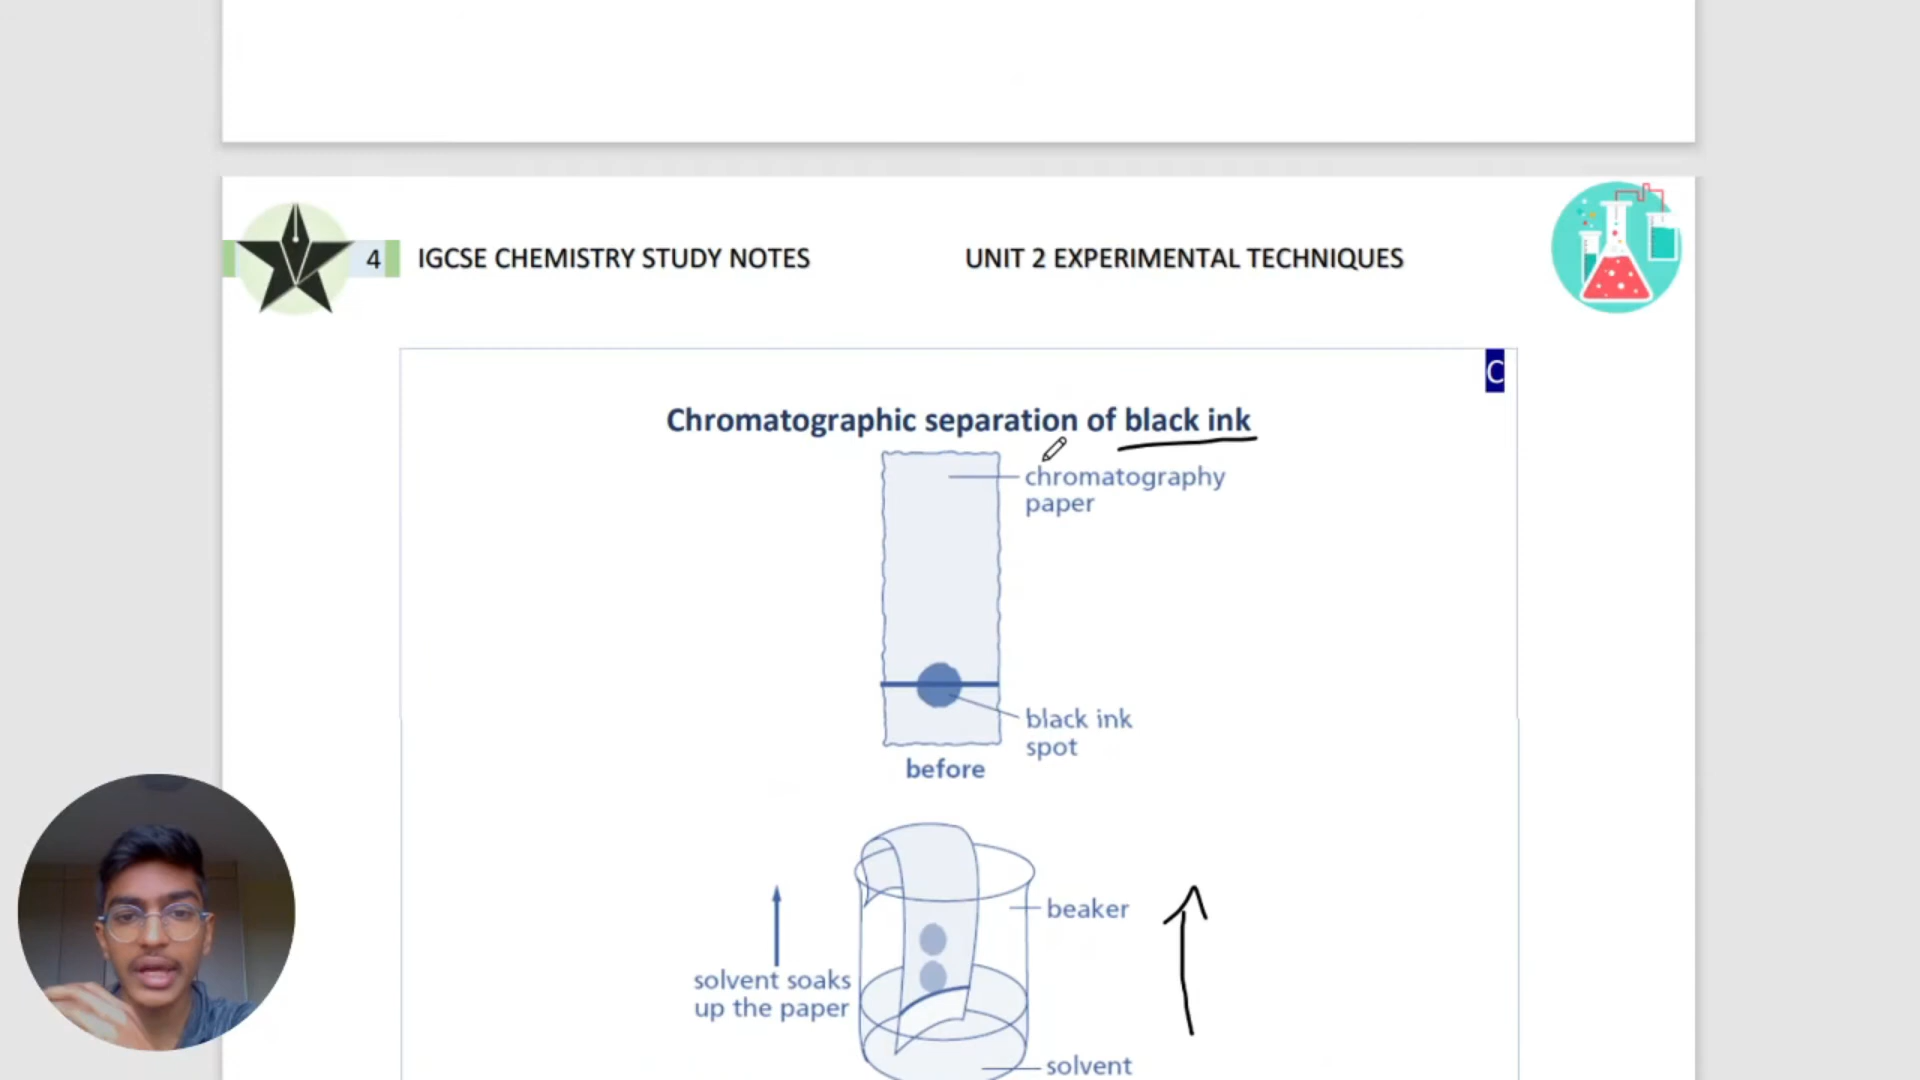 4 IGCSE CHEMISTRY STUDY NOTES UNIT 2 EXPERIMENTAL TECHNIQUES
C
Chromatographic separation of black ink
chromatography
paper
black ink
spot
before
beaker
solvent soaks
up the paper
solvent